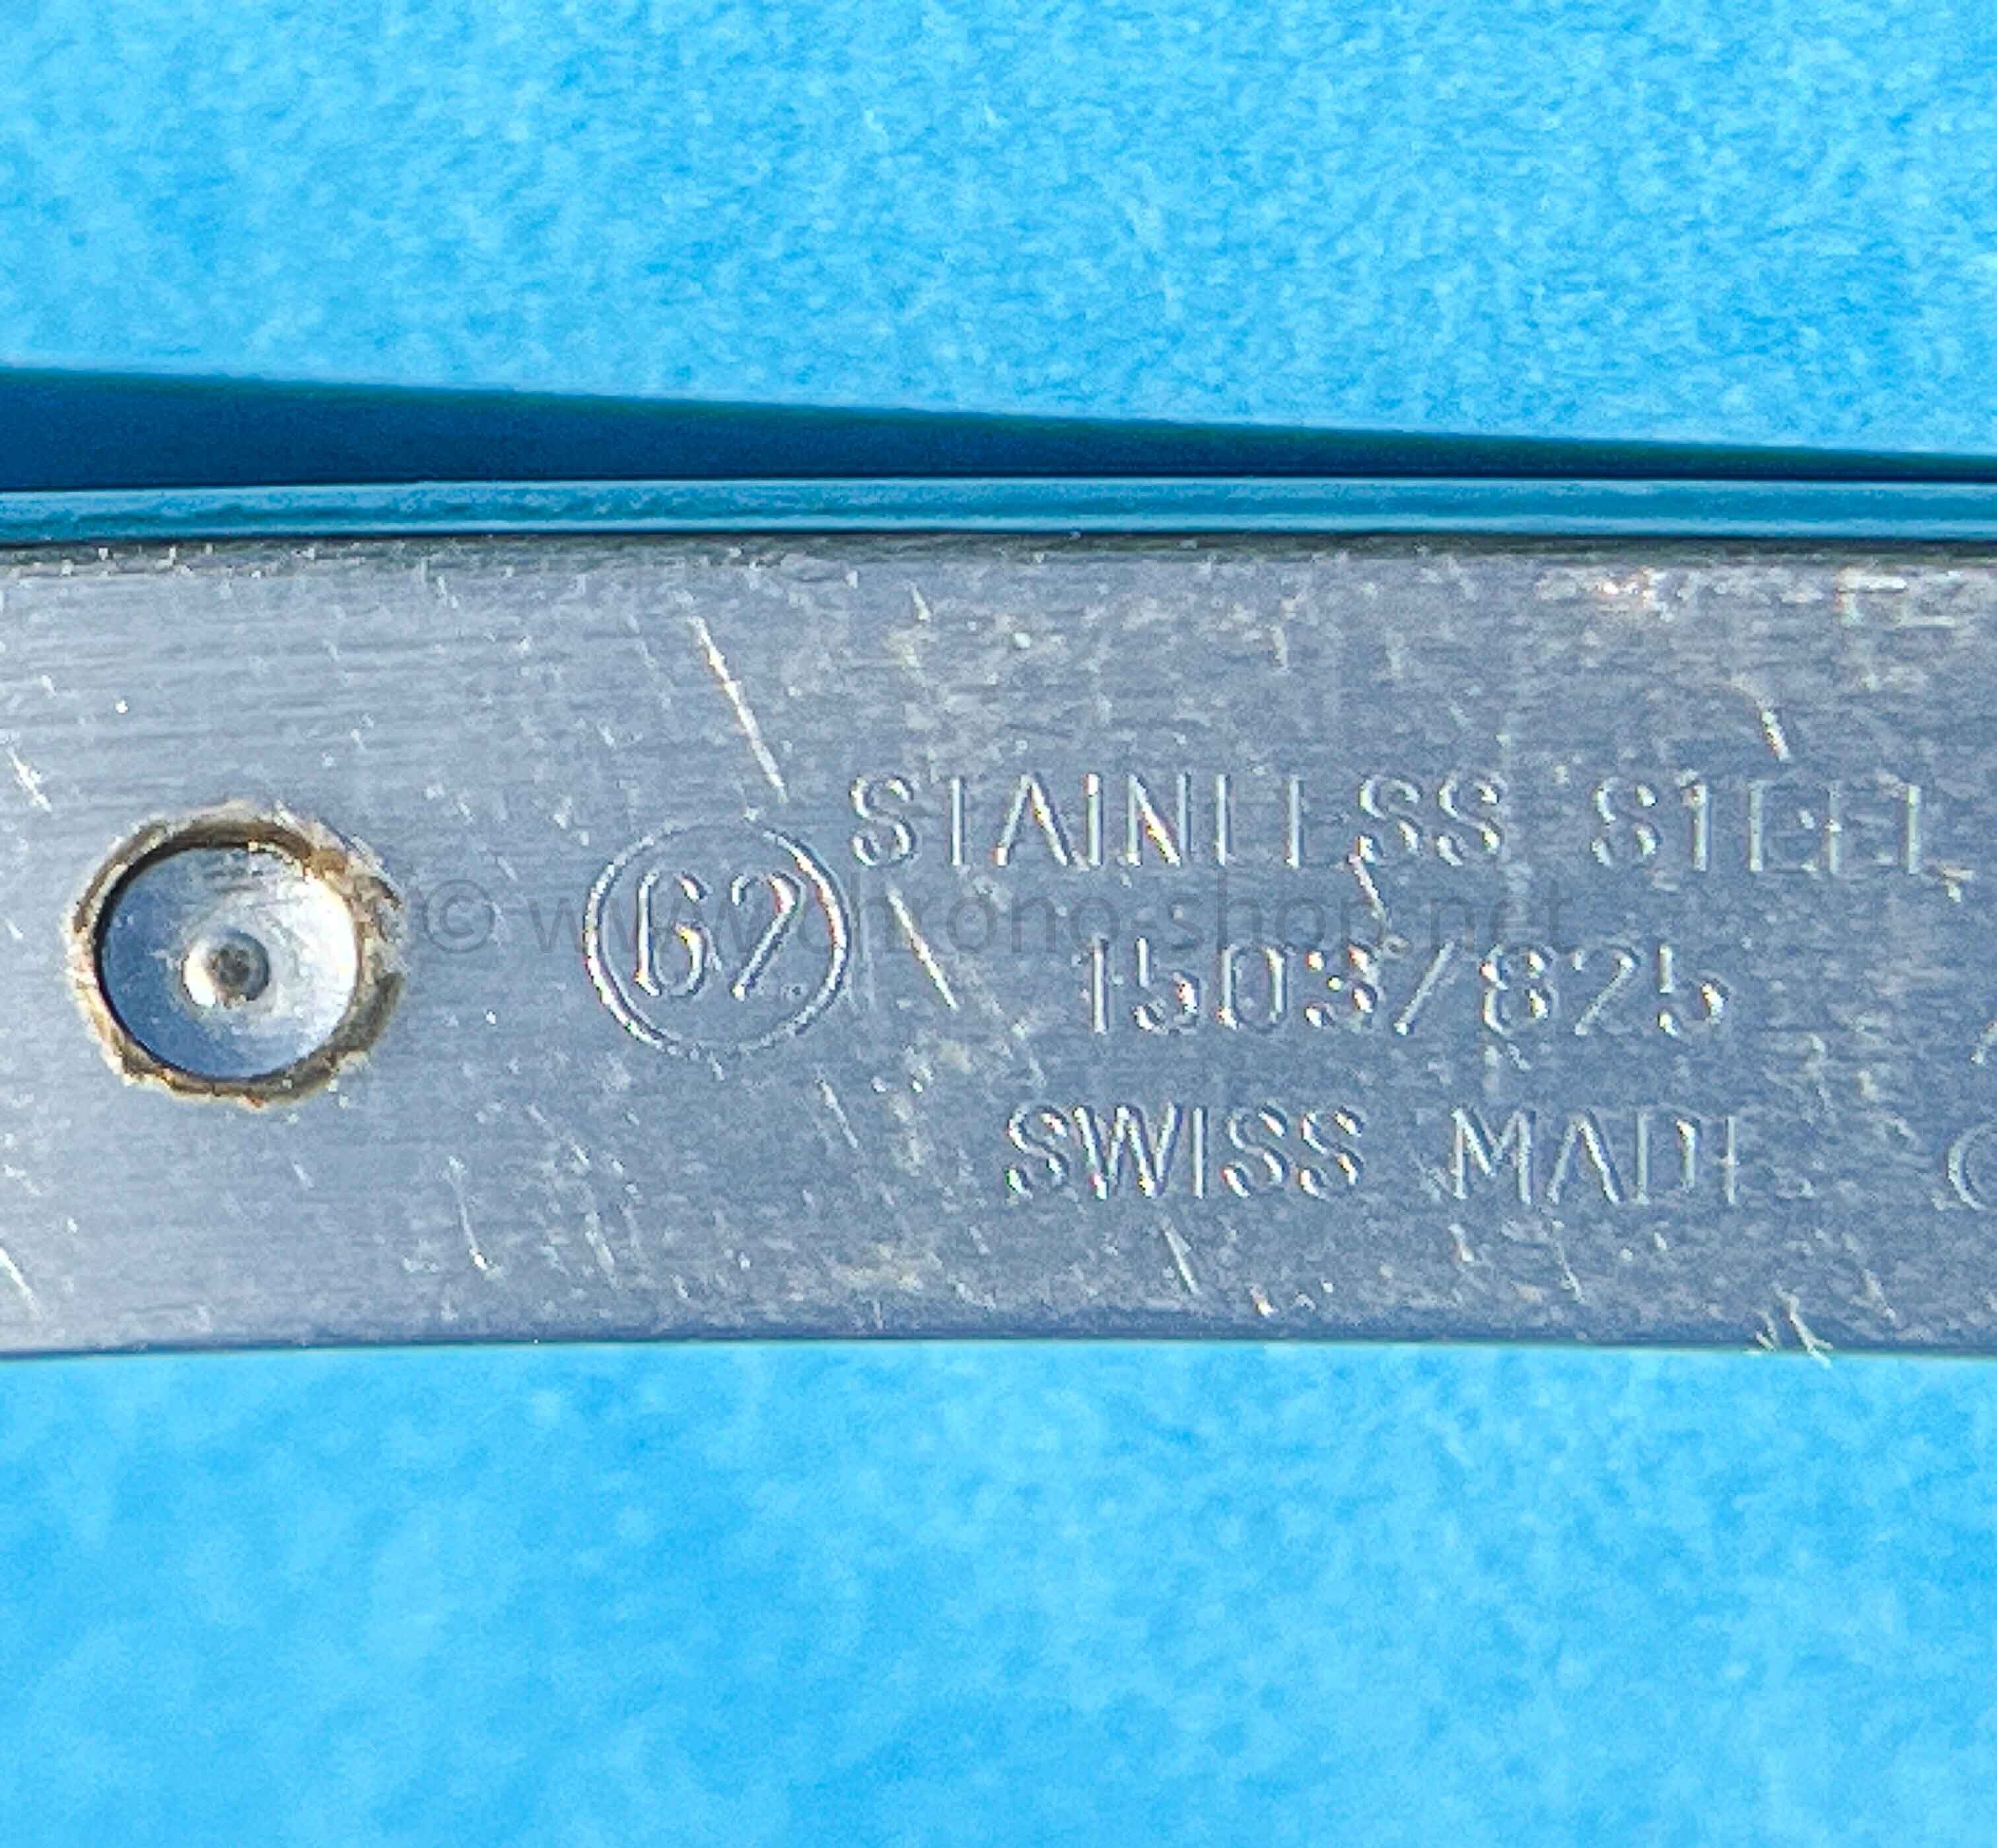 STAINLESS STEEL
62
© www.chrono-shop.net
1503/825
SWISS MADE